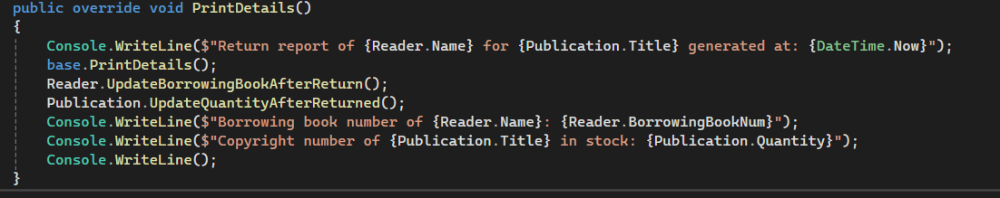 public override void PrintDetails()
{
Console.WriteLine($"Return report of {Reader.Name} for {Publication.Title} generated at: {DateTime.Now}");
base.PrintDetails();
Reader.UpdateBorrowingBookAfterReturn();
Publication.UpdateQuantityAfterReturned();
Console.WriteLine($"Borrowing book number of {Reader.Name}: {Reader.BorrowingBookNum}");
Console.WriteLine($"Copyright number of {Publication.Title} in stock: {Publication.Quantity}");
Console.WriteLine();
}